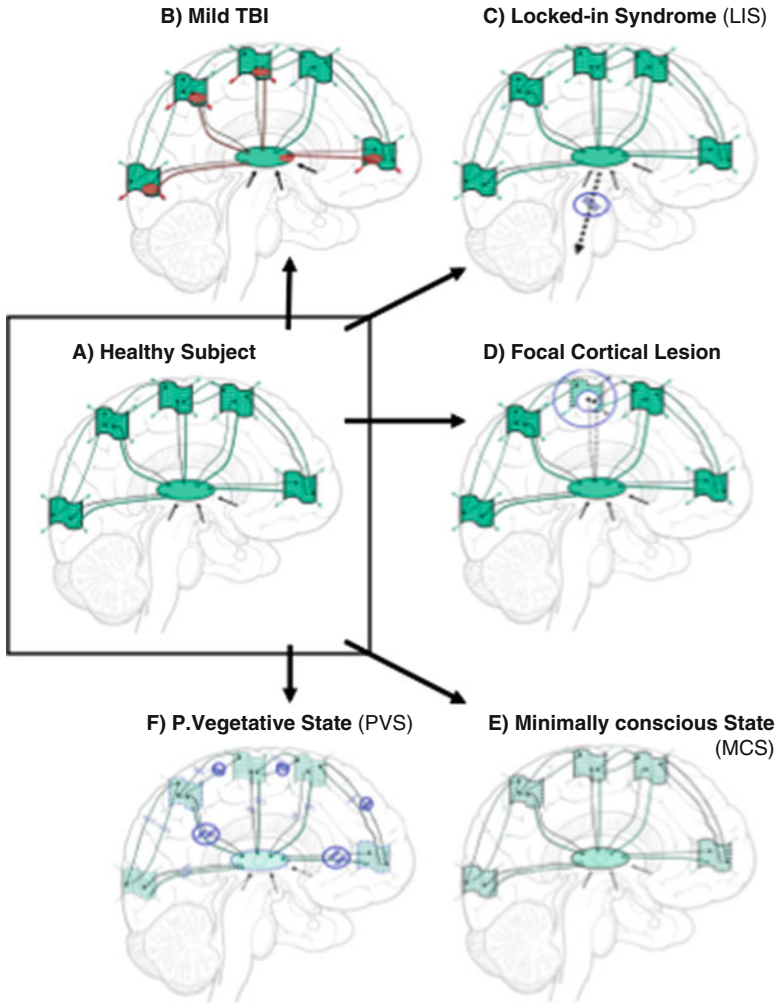 B) Mild TBI
C) Locked-in Syndrome (LIS)
A) Healthy Subject
D) Focal Cortical Lesion
F) P.Vegetative State (PVS)
E) Minimally conscious State
(MCS)